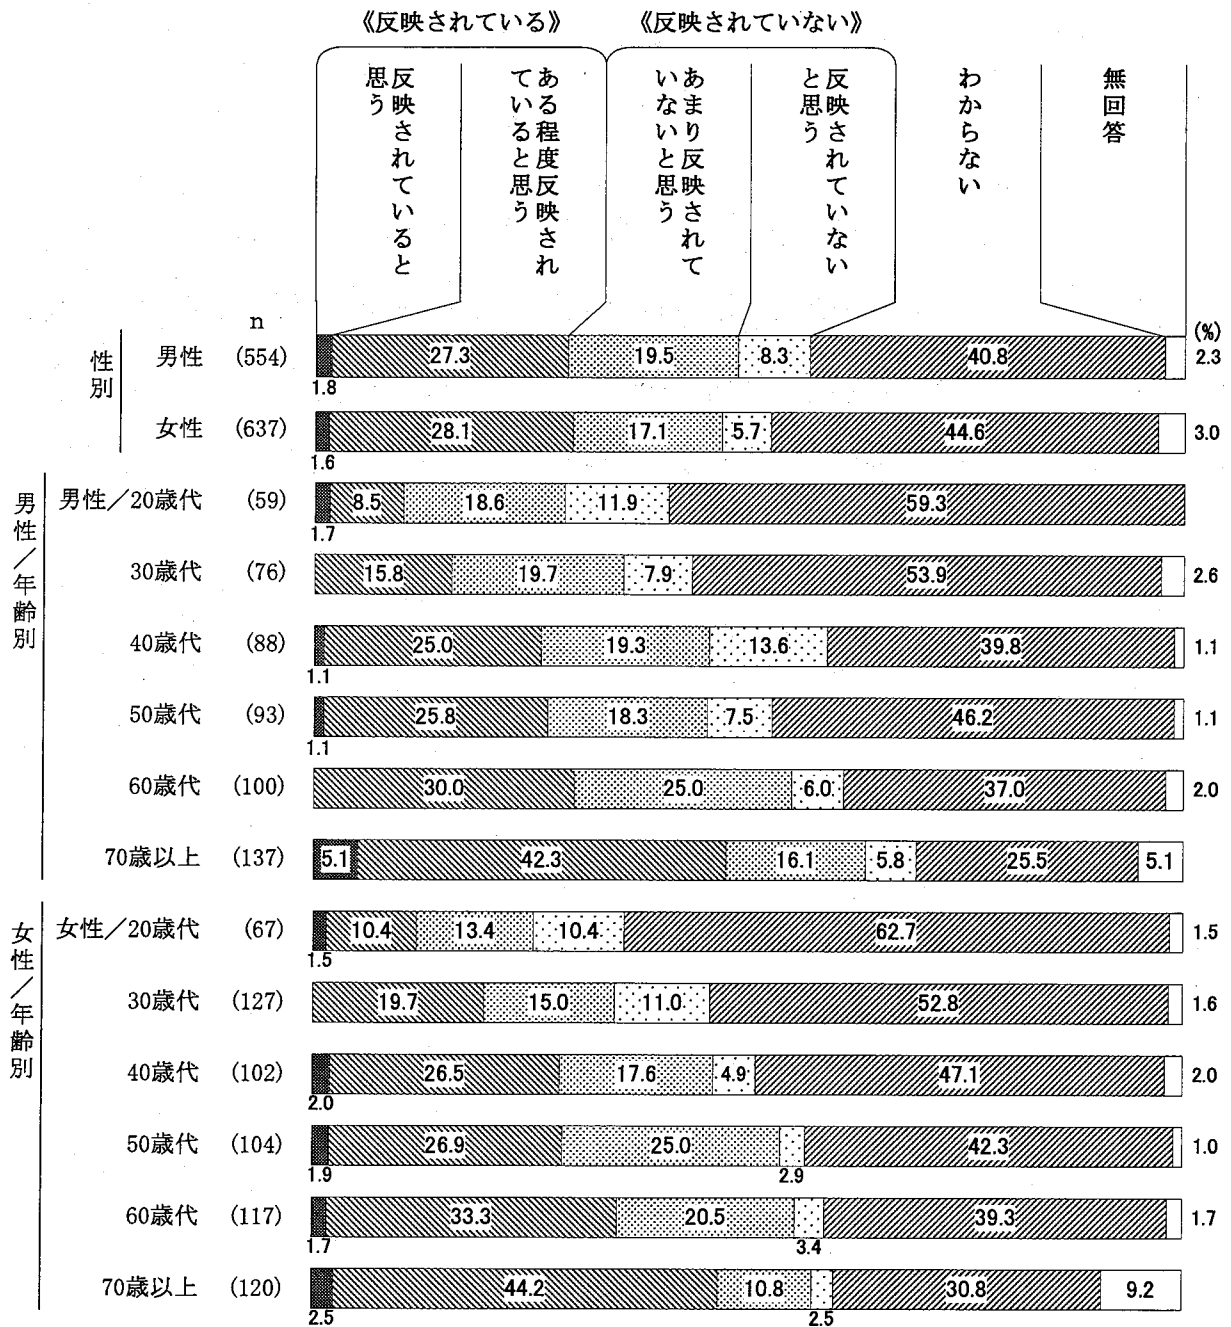 《反映されている》 《反映されていない》
反映されていると
思う
ある程度反映され
ていると思う
あまり反映されて
いないと思う
反映されていない
と思う
わからない
無回答
n
(%)
性別
男性 (554) 1.8 27.3 19.5 8.3 40.8 2.3
女性 (637) 1.6 28.1 17.1 5.7 44.6 3.0
男性/年齢別
男性/20歳代 (59) 1.7 8.5 18.6 11.9 59.3
30歳代 (76) 15.8 19.7 7.9 53.9 2.6
40歳代 (88) 1.1 25.0 19.3 13.6 39.8 1.1
50歳代 (93) 1.1 25.8 18.3 7.5 46.2 1.1
60歳代 (100) 30.0 25.0 6.0 37.0 2.0
70歳以上 (137) 5.1 42.3 16.1 5.8 25.5 5.1
女性/年齢別
女性/20歳代 (67) 1.5 10.4 13.4 10.4 62.7 1.5
30歳代 (127) 19.7 15.0 11.0 52.8 1.6
40歳代 (102) 2.0 26.5 17.6 4.9 47.1 2.0
50歳代 (104) 1.9 26.9 25.0 2.9 42.3 1.0
60歳代 (117) 1.7 33.3 20.5 3.4 39.3 1.7
70歳以上 (120) 2.5 44.2 10.8 2.5 30.8 9.2